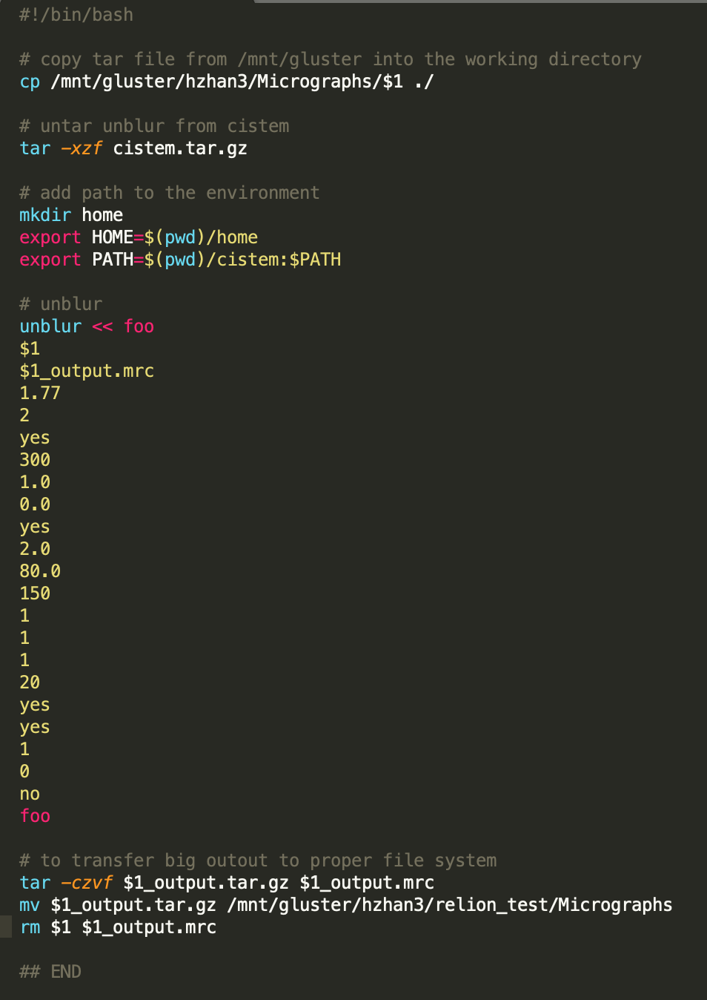 #!/bin/bash
# copy tar file from /mnt/gluster into the working directory
cp /mnt/gluster/hzhan3/Micrographs/$1 ./
# untar unblur from cistem
tar -xzf cistem.tar.gz
# add path to the environment
mkdir home
export HOME=$(pwd)/home
export PATH=$(pwd)/cistem:$PATH
# unblur
unblur << foo
$1
$1_output.mrc
1.77
2
yes
300
1.0
0.0
yes
2.0
80.0
150
1
1
1
20
yes
yes
1
0
no
foo
# to transfer big outout to proper file system
tar -czvf $1_output.tar.gz $1_output.mrc
mv $1_output.tar.gz /mnt/gluster/hzhan3/relion_test/Micrographs
rm $1 $1_output.mrc
## END